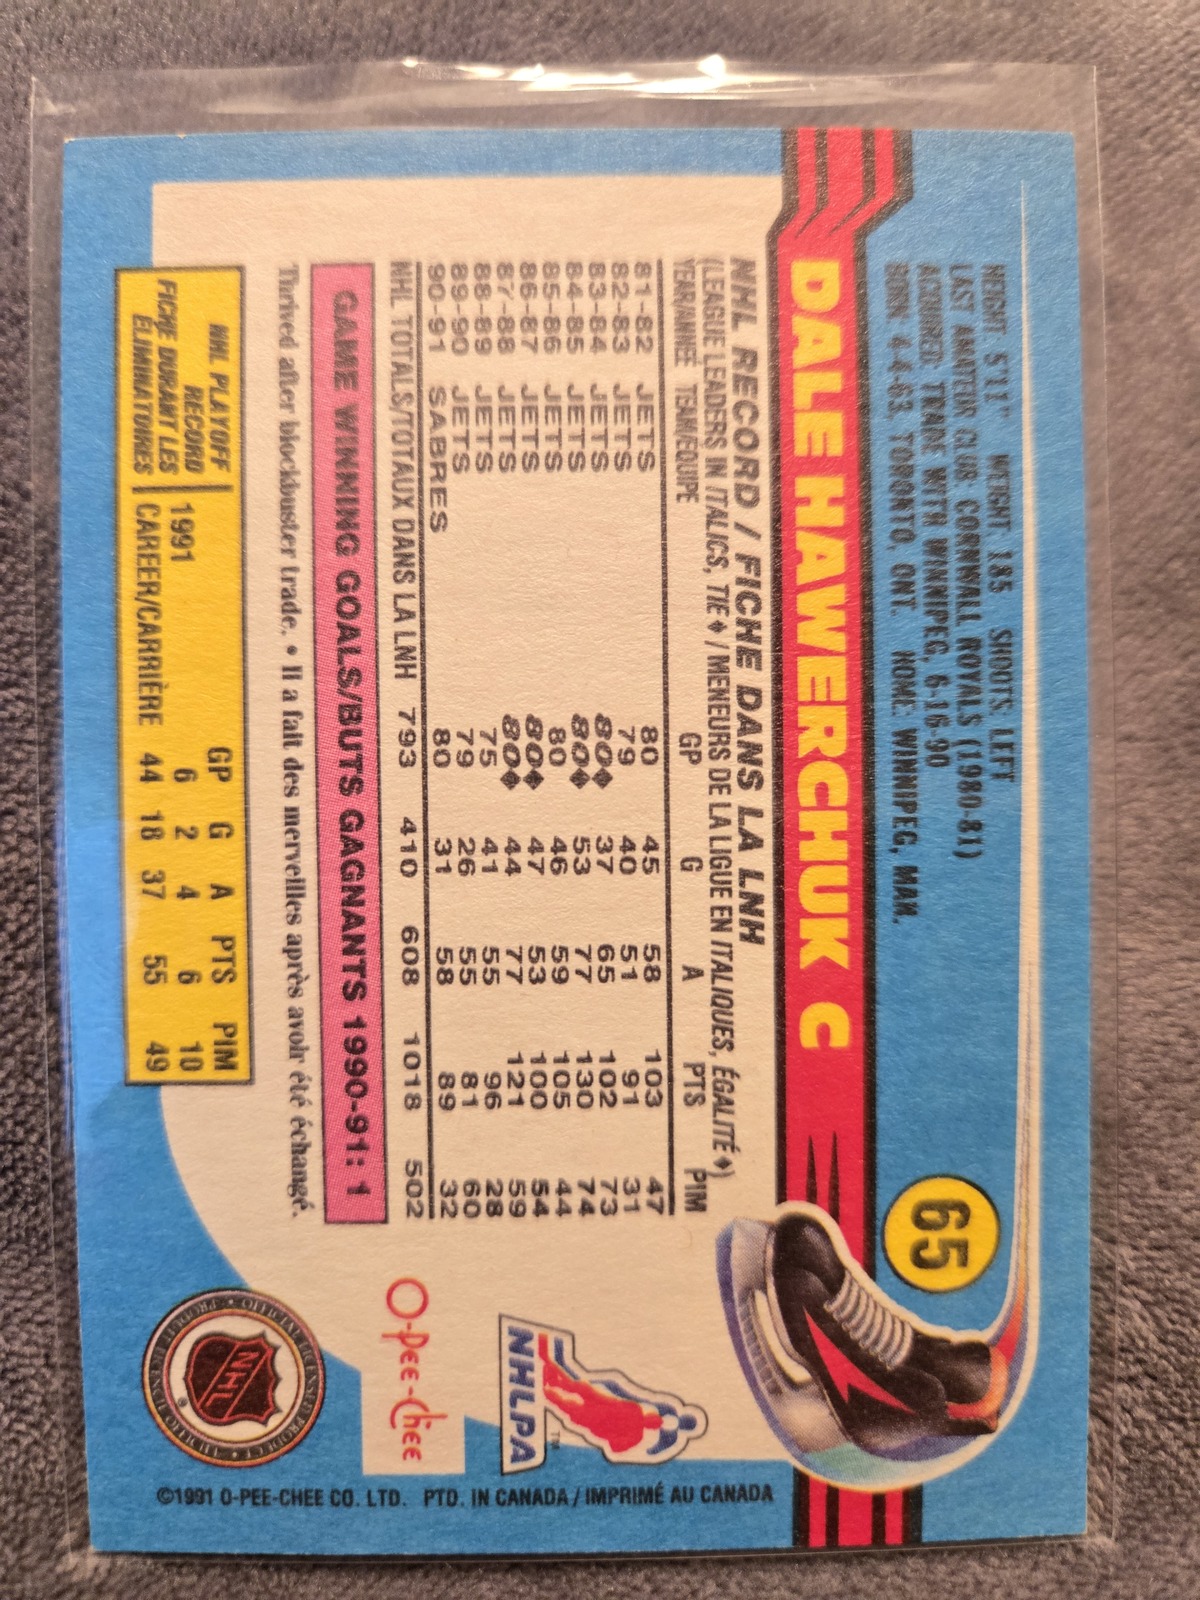 HEIGHT: 5'11" WEIGHT: 185 SHOOTS: LEFT
LAST AMATEUR CLUB: CORNWALL ROYALS (1980-81)
ACQUIRED: TRADE WITH WINNIPEG, 6-16-90
BORN: 4-4-63, TORONTO, ONT. HOME: WINNIPEG, MAN.
65
DALE HAWERCHUK C
NHL RECORD / FICHE DANS LA LNH
(LEAGUE LEADERS IN ITALICS, TIE ♦ / MENEURS DE LA LIGUE EN ITALIQUES, ÉGALITÉ ♦)
YEAR/ANNÉE TEAM/EQUIPE GP G A PTS PIM
81-82 JETS 80 45 58 103 47
82-83 JETS 79 40 51 91 31
83-84 JETS 80♦ 37 65 102 73
84-85 JETS 80♦ 53 77 130 74
85-86 JETS 80 46 59 105 44
86-87 JETS 80♦ 47 53 100 54
87-88 JETS 80♦ 44 77 121 59
88-89 JETS 75 41 55 96 28
89-90 JETS 79 26 55 81 60
90-91 SABRES 80 31 58 89 32
NHL TOTALS/TOTAUX DANS LA LNH 793 410 608 1018 502
GAME WINNING GOALS/BUTS GAGNANTS 1990-91: 1
Thrived after blockbuster trade. • Il a fait des merveilles après avoir été échangé.
NHL PLAYOFF GP G A PTS PIM
RECORD 1991 6 2 4 6 10
FICHE DURANT LES CAREER/CARRIÈRE 44 18 37 55 49
ÉLIMINATOIRES
NHLPA
TM
O-Pee-Chee
NHL
®
©1991 O-PEE-CHEE CO. LTD. PTD. IN CANADA / IMPRIMÉ AU CANADA